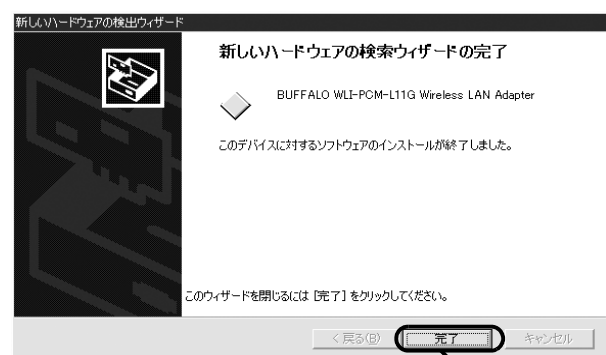 新しいハードウェアの検出ウィザード
新しいハードウェアの検索ウィザードの完了
BUFFALO WLI-PCM-L11G Wireless LAN Adapter
このデバイスに対するソフトウェアのインストールが終了しました。
このウィザードを閉じるには [完了] をクリックしてください。
< 戻る(B) 完了 キャンセル